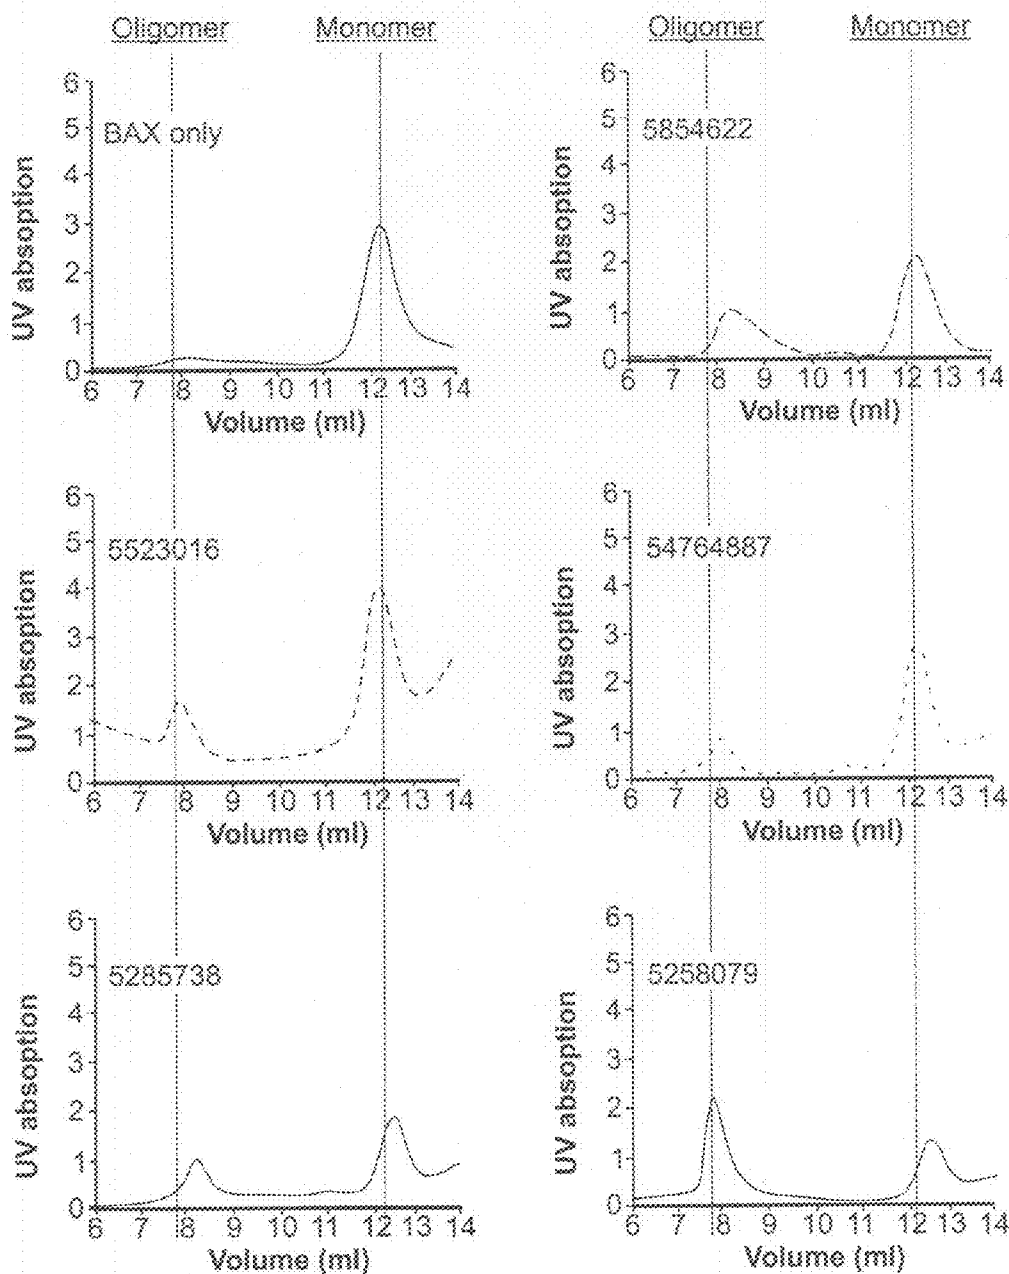 Oligomer Monomer Oligomer Monomer
6
5
4
3
2
1
0
BAX only
UV absoption
6 7 8 9 10 11 12 13 14
Volume (ml)
6
5
4
3
2
1
0
5854622
UV absoption
6 7 8 9 10 11 12 13 14
Volume (ml)
6
5
4
3
2
1
0
5523016
UV absoption
6 7 8 9 10 11 12 13 14
Volume (ml)
6
5
4
3
2
1
0
54764887
UV absoption
6 7 8 9 10 11 12 13 14
Volume (ml)
6
5
4
3
2
1
0
5285738
UV absoption
6 7 8 9 10 11 12 13 14
Volume (ml)
6
5
4
3
2
1
0
5258079
UV absoption
6 7 8 9 10 11 12 13 14
Volume (ml)